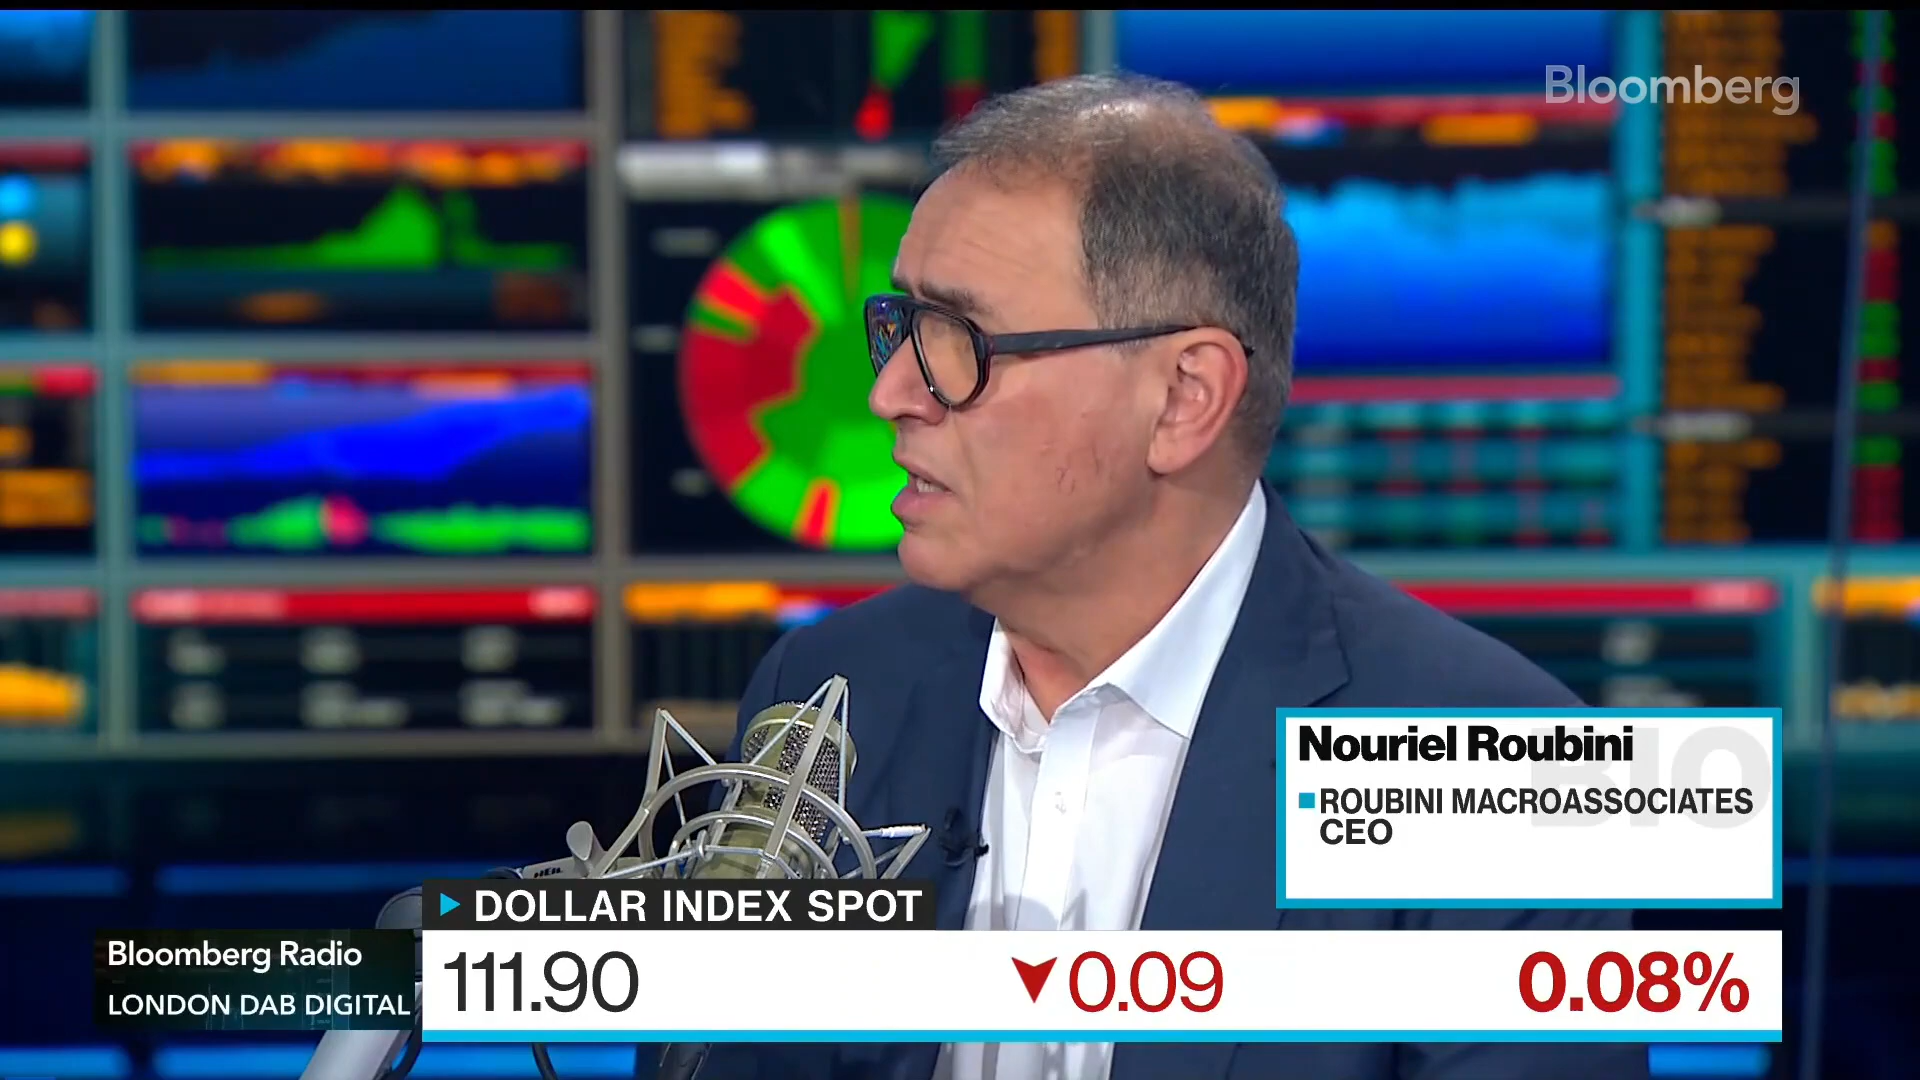 Bloomberg
Nouriel Roubini
BIO
ROUBINI MACROASSOCIATES
CEO
DOLLAR INDEX SPOT
111.90 ▼0.09 0.08%
Bloomberg Radio
LONDON DAB DIGITAL